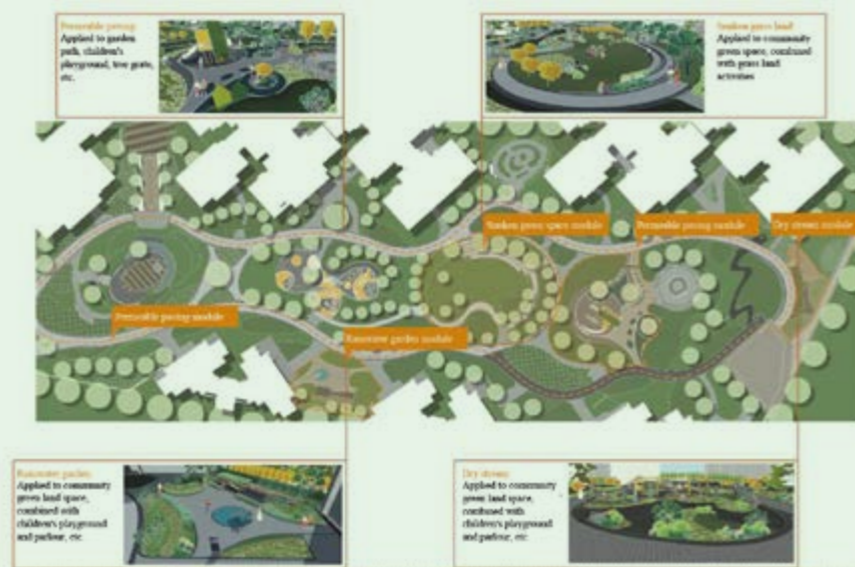 Permeable paving
Applied to garden
path, children's
playground, tree grate,
etc.
Sunken grass land
Applied to community
green space, combined
with grass land
activities
Sunken green space module
Permeable paving module
Dry stream module
Permeable paving module
Rainwater garden module
Rainwater garden
Applied to community
green land space,
combined with
children's playground
and parlour, etc
Dry stream
Applied to community
green land space,
combined with
children's playground
and parlour, etc